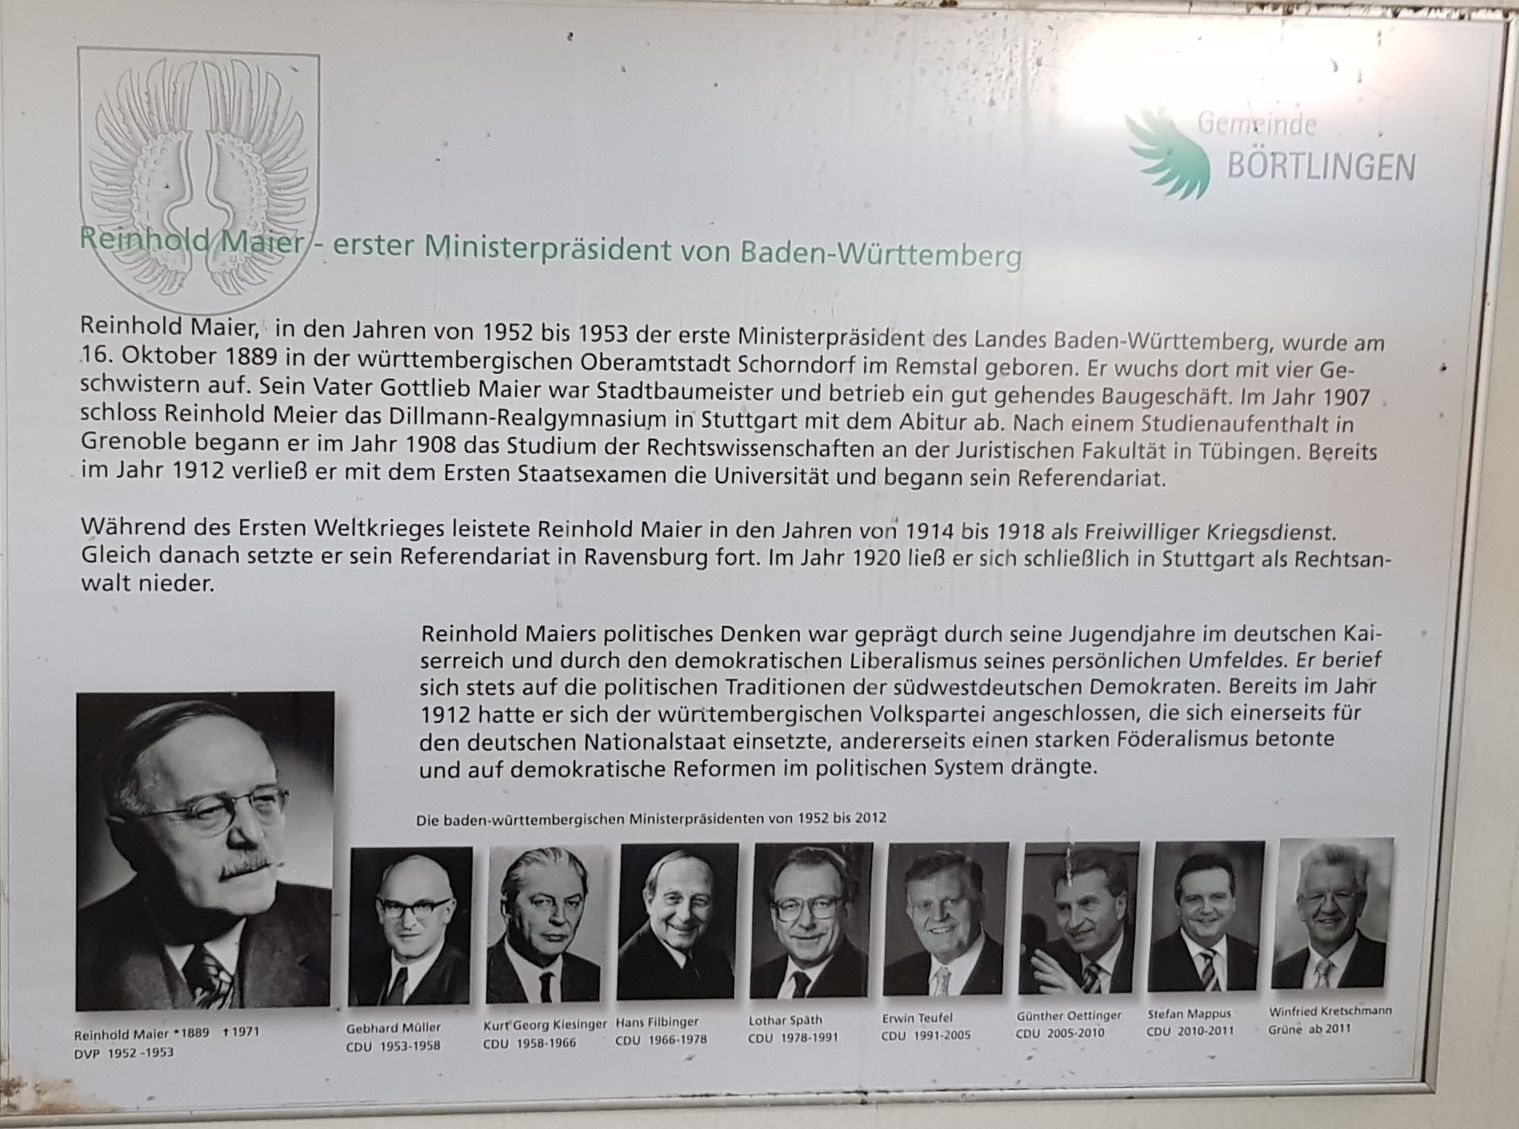 Gemeinde
BÖRTLINGEN
Reinhold Maier - erster Ministerpräsident von Baden-Württemberg
Reinhold Maier, in den Jahren von 1952 bis 1953 der erste Ministerpräsident des Landes Baden-Württemberg, wurde am
16. Oktober 1889 in der württembergischen Oberamtstadt Schorndorf im Remstal geboren. Er wuchs dort mit vier Ge-
schwistern auf. Sein Vater Gottlieb Maier war Stadtbaumeister und betrieb ein gut gehendes Baugeschäft. Im Jahr 1907
schloss Reinhold Meier das Dillmann-Realgymnasium in Stuttgart mit dem Abitur ab. Nach einem Studienaufenthalt in
Grenoble begann er im Jahr 1908 das Studium der Rechtswissenschaften an der Juristischen Fakultät in Tübingen. Bereits
im Jahr 1912 verließ er mit dem Ersten Staatsexamen die Universität und begann sein Referendariat.
Während des Ersten Weltkrieges leistete Reinhold Maier in den Jahren von 1914 bis 1918 als Freiwilliger Kriegsdienst.
Gleich danach setzte er sein Referendariat in Ravensburg fort. Im Jahr 1920 ließ er sich schließlich in Stuttgart als Rechtsan-
walt nieder.
Reinhold Maiers politisches Denken war geprägt durch seine Jugendjahre im deutschen Kai-
serreich und durch den demokratischen Liberalismus seines persönlichen Umfeldes. Er berief
sich stets auf die politischen Traditionen der südwestdeutschen Demokraten. Bereits im Jahr
1912 hatte er sich der württembergischen Volkspartei angeschlossen, die sich einerseits für
den deutschen Nationalstaat einsetzte, andererseits einen starken Föderalismus betonte
und auf demokratische Reformen im politischen System drängte.
Die baden-württembergischen Ministerpräsidenten von 1952 bis 2012
Reinhold Maier *1889 †1971
DVP 1952-1953
Gebhard Müller
CDU 1953-1958
Kurt Georg Kiesinger
CDU 1958-1966
Hans Filbinger
CDU 1966-1978
Lothar Späth
CDU 1978-1991
Erwin Teufel
CDU 1991-2005
Günther Oettinger
CDU 2005-2010
Stefan Mappus
CDU 2010-2011
Winfried Kretschmann
Grüne ab 2011